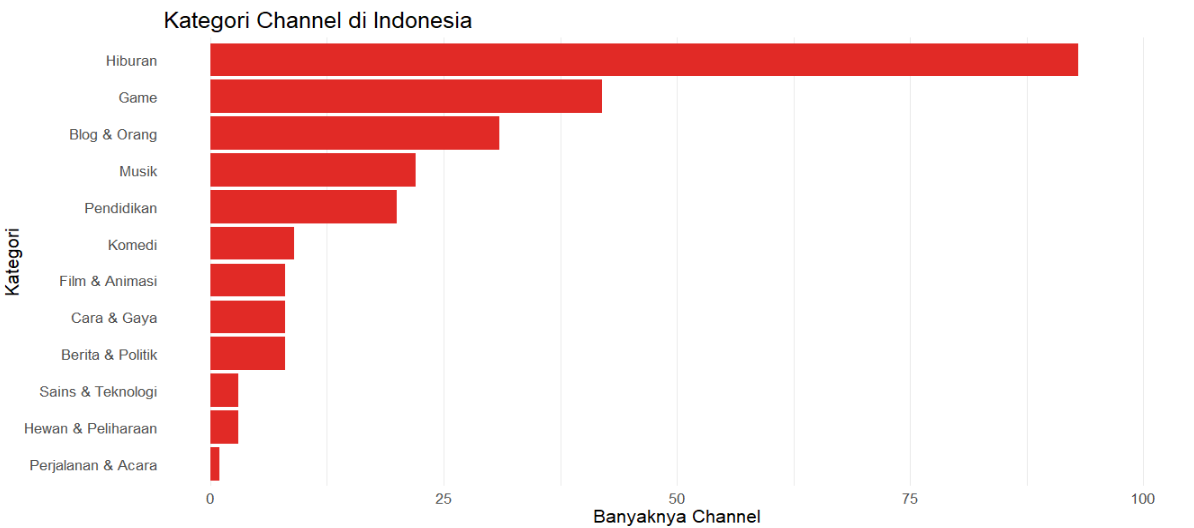 Kategori Channel di Indonesia
Hiburan
Game
Blog & Orang
Musik
Pendidikan
Komedi
Film & Animasi
Cara & Gaya
Berita & Politik
Sains & Teknologi
Hewan & Peliharaan
Perjalanan & Acara
Kategori
0 25 50 75 100
Banyaknya Channel